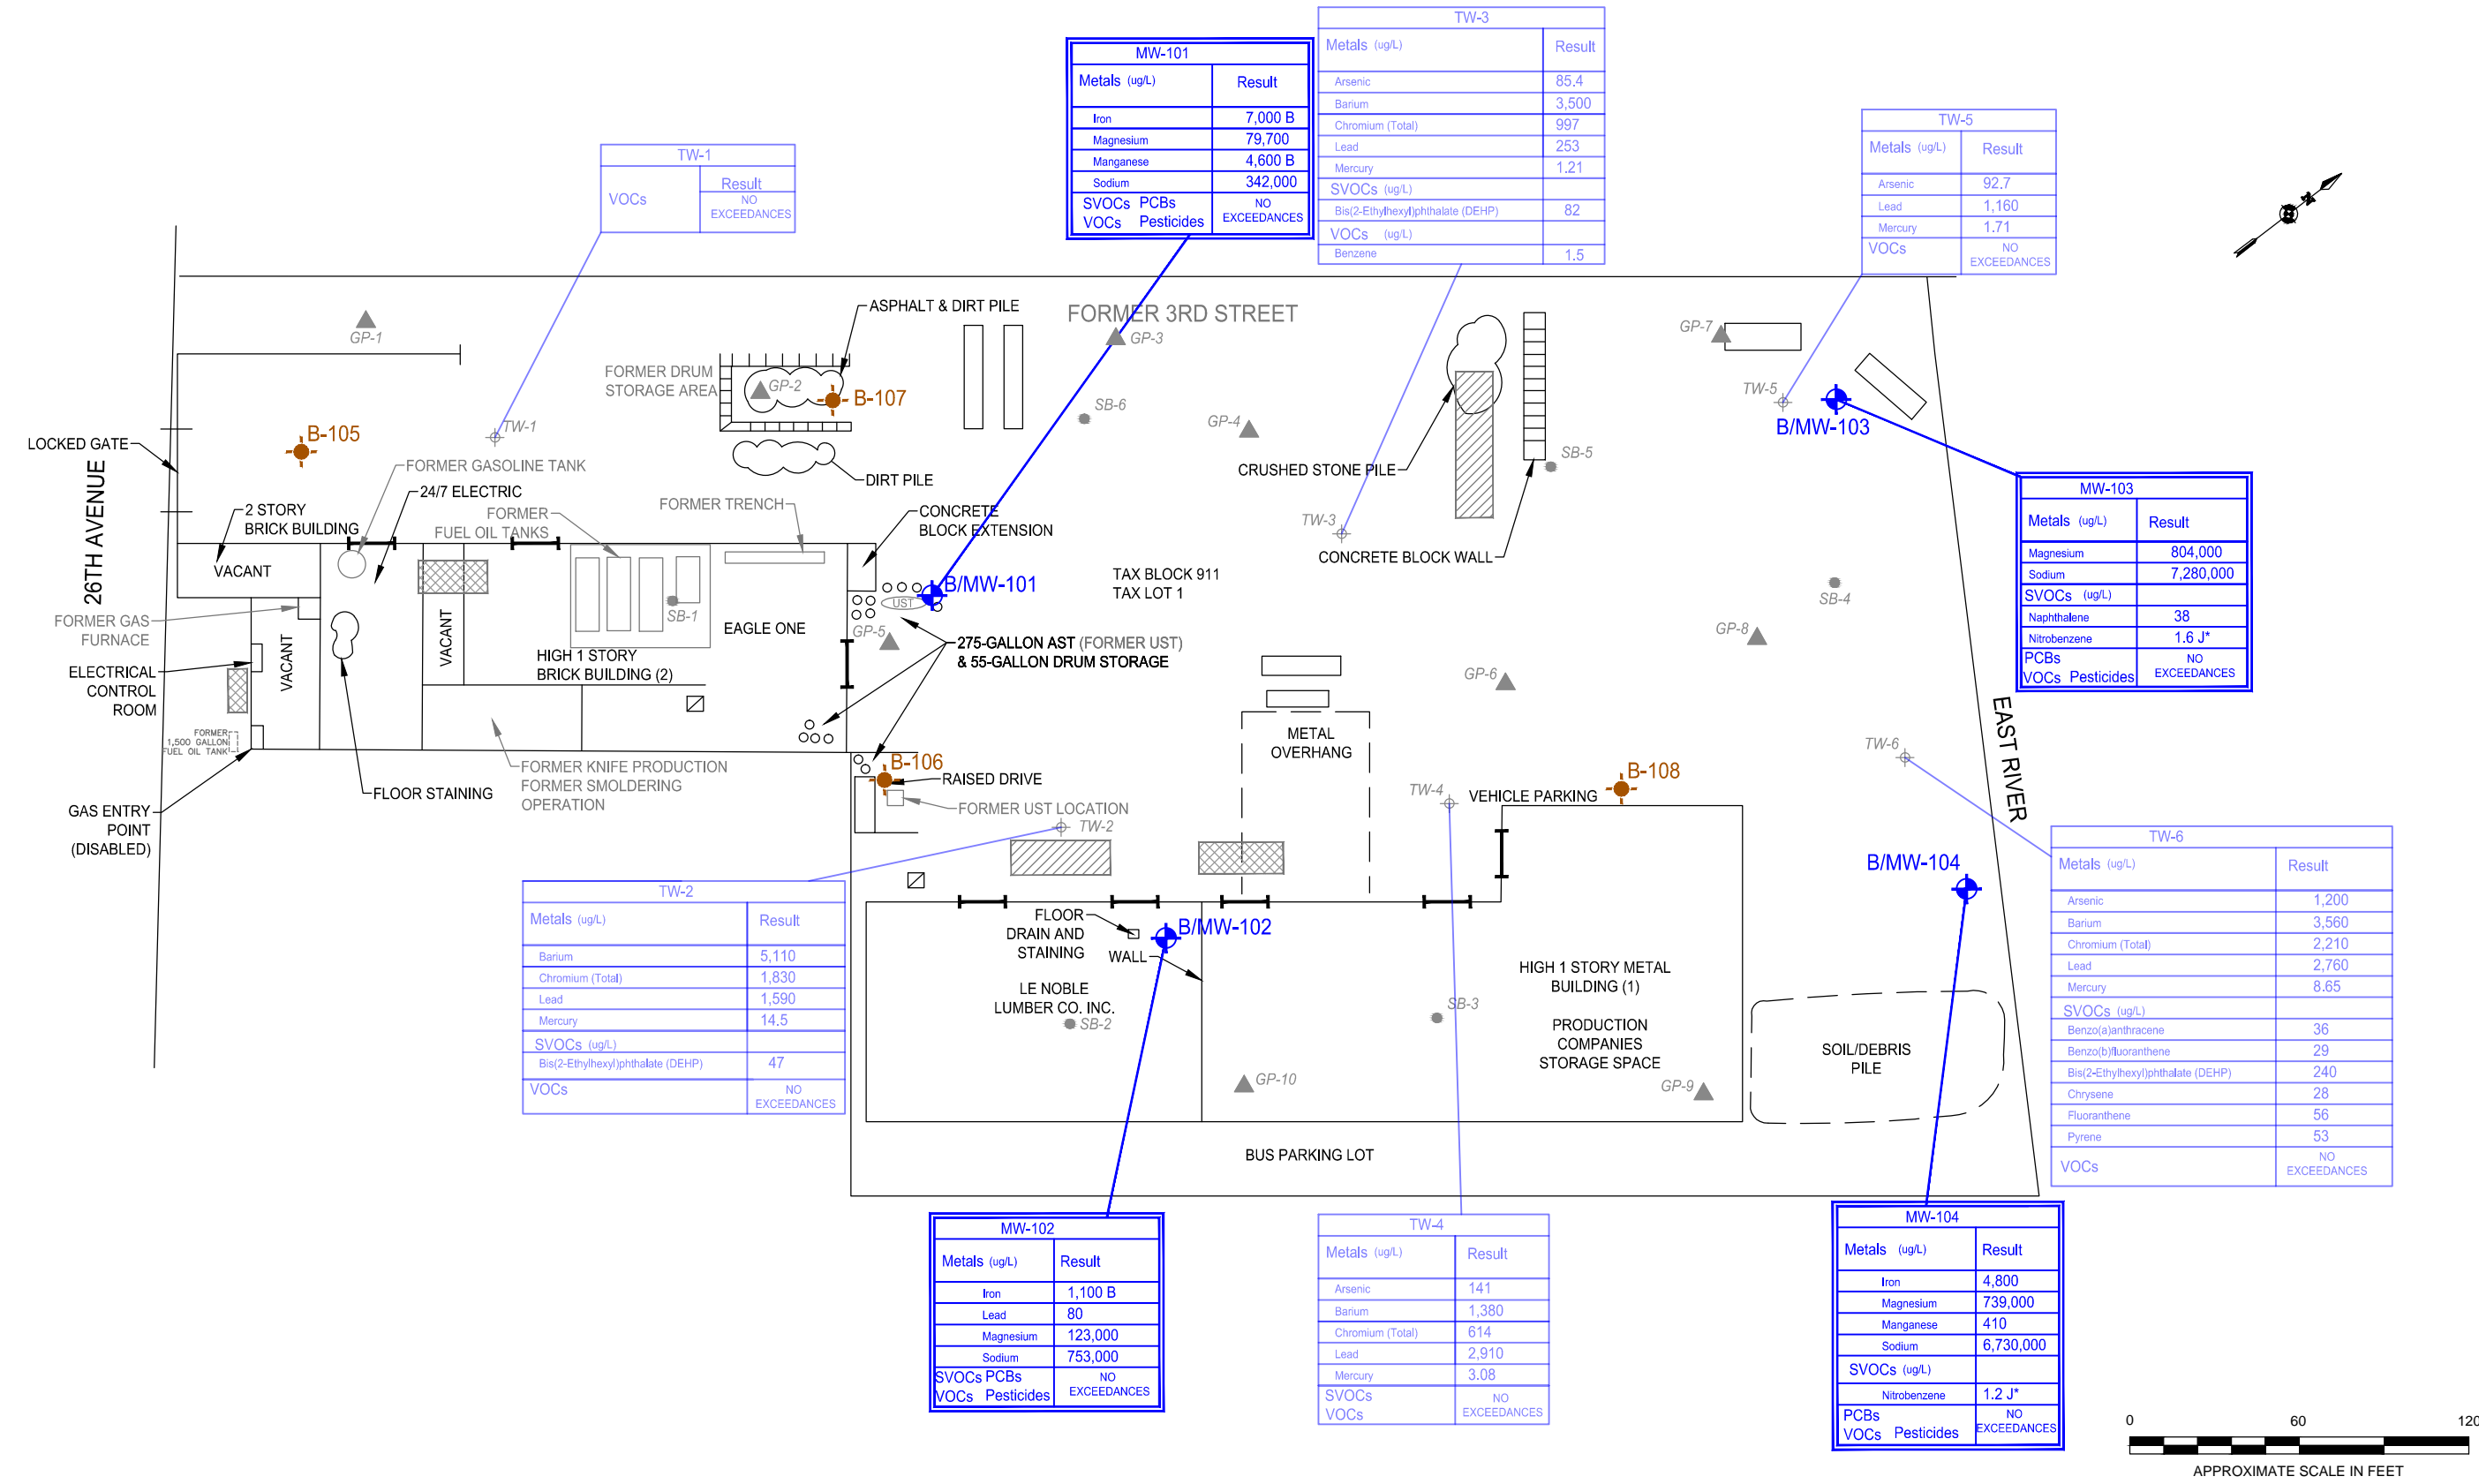 TW-3
Metals (ug/L) Result
Arsenic 85.4
Barium 3,500
Chromium (Total) 997
Lead 253
Mercury 1.21
SVOCs (ug/L)
Bis(2-Ethylhexyl)phthalate (DEHP) 82
VOCs (ug/L)
Benzene 1.5
MW-101
Metals (ug/L) Result
Iron 7,000 B
Magnesium 79,700
Manganese 4,600 B
Sodium 342,000
SVOCs PCBs NO
VOCs Pesticides EXCEEDANCES
TW-1
Result
VOCs NO
EXCEEDANCES
TW-5
Metals (ug/L) Result
Arsenic 92.7
Lead 1,160
Mercury 1.71
VOCs NO
EXCEEDANCES
N
FORMER 3RD STREET
ASPHALT & DIRT PILE
GP-1
GP-3
GP-7
FORMER DRUM
STORAGE AREA
GP-2
B-107
SB-6
GP-4
TW-5
B/MW-103
LOCKED GATE
B-105
TW-1
26TH AVENUE
FORMER GASOLINE TANK
24/7 ELECTRIC
2 STORY
BRICK BUILDING
FORMER
FUEL OIL TANKS
FORMER TRENCH
DIRT PILE
CONCRETE
BLOCK EXTENSION
CRUSHED STONE PILE
SB-5
TW-3
CONCRETE BLOCK WALL
MW-103
Metals (ug/L) Result
Magnesium 804,000
Sodium 7,280,000
SVOCs (ug/L)
Naphthalene 38
Nitrobenzene 1.6 J*
PCBs NO
VOCs Pesticides EXCEEDANCES
VACANT
B/MW-101
UST
TAX BLOCK 911
TAX LOT 1
SB-4
FORMER GAS
FURNACE
VACANT
VACANT
SB-1
EAGLE ONE
GP-5
GP-8
275-GALLON AST (FORMER UST)
& 55-GALLON DRUM STORAGE
HIGH 1 STORY
BRICK BUILDING (2)
ELECTRICAL
CONTROL
ROOM
GP-6
EAST RIVER
FORMER
1,500 GALLON
FUEL OIL TANK
METAL
OVERHANG
TW-6
GAS ENTRY
POINT
(DISABLED)
FLOOR STAINING
FORMER KNIFE PRODUCTION
FORMER SMOLDERING
OPERATION
B-106
RAISED DRIVE
FORMER UST LOCATION
TW-2
TW-4
VEHICLE PARKING
B-108
TW-6
Metals (ug/L) Result
Arsenic 1,200
Barium 3,560
Chromium (Total) 2,210
Lead 2,760
Mercury 8.65
SVOCs (ug/L)
Benzo(a)anthracene 36
Benzo(b)fluoranthene 29
Bis(2-Ethylhexyl)phthalate (DEHP) 240
Chrysene 28
Fluoranthene 56
Pyrene 53
VOCs NO
EXCEEDANCES
B/MW-104
TW-2
Metals (ug/L) Result
Barium 5,110
Chromium (Total) 1,830
Lead 1,590
Mercury 14.5
SVOCs (ug/L)
Bis(2-Ethylhexyl)phthalate (DEHP) 47
VOCs NO
EXCEEDANCES
FLOOR
DRAIN AND
STAINING
B/MW-102
WALL
LE NOBLE
LUMBER CO. INC.
SB-2
HIGH 1 STORY METAL
BUILDING (1)
SB-3
PRODUCTION
COMPANIES
STORAGE SPACE
GP-10
GP-9
SOIL/DEBRIS
PILE
BUS PARKING LOT
MW-102
Metals (ug/L) Result
Iron 1,100 B
Lead 80
Magnesium 123,000
Sodium 753,000
SVOCs PCBs NO
VOCs Pesticides EXCEEDANCES
TW-4
Metals (ug/L) Result
Arsenic 141
Barium 1,380
Chromium (Total) 614
Lead 2,910
Mercury 3.08
SVOCs NO
VOCs EXCEEDANCES
MW-104
Metals (ug/L) Result
Iron 4,800
Magnesium 739,000
Manganese 410
Sodium 6,730,000
SVOCs (ug/L)
Nitrobenzene 1.2 J*
PCBs NO
VOCs Pesticides EXCEEDANCES
0 60 120
APPROXIMATE SCALE IN FEET